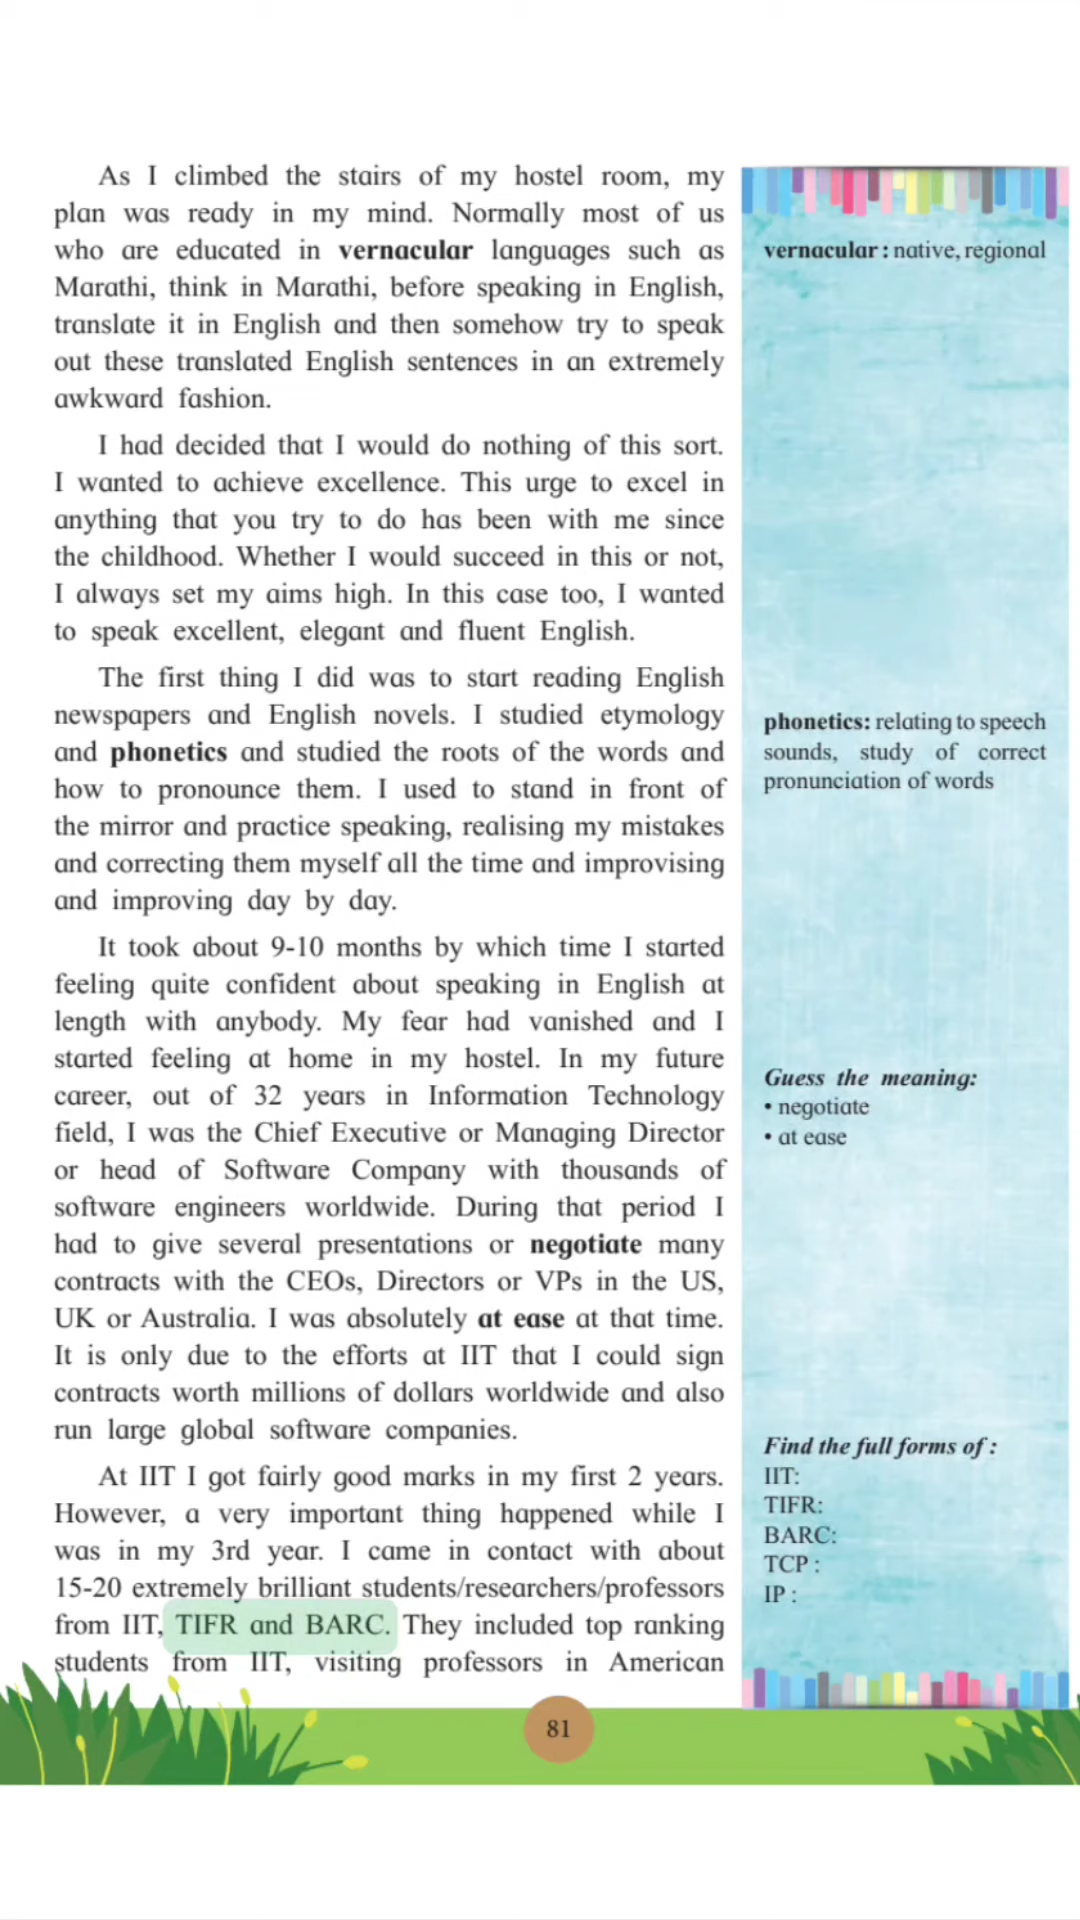 As I climbed the stairs of my hostel room, my
plan was ready in my mind. Normally most of us
who are educated in vernacular languages such as
Marathi, think in Marathi, before speaking in English,
translate it in English and then somehow try to speak
out these translated English sentences in an extremely
awkward fashion.
I had decided that I would do nothing of this sort.
I wanted to achieve excellence. This urge to excel in
anything that you try to do has been with me since
the childhood. Whether I would succeed in this or not,
I always set my aims high. In this case too, I wanted
to speak excellent, elegant and fluent English.
The first thing I did was to start reading English
newspapers and English novels. I studied etymology
and phonetics and studied the roots of the words and
how to pronounce them. I used to stand in front of
the mirror and practice speaking, realising my mistakes
and correcting them myself all the time and improvising
and improving day by day.
It took about 9-10 months by which time I started
feeling quite confident about speaking in English at
length with anybody. My fear had vanished and I
started feeling at home in my hostel. In my future
career, out of 32 years in Information Technology
field, I was the Chief Executive or Managing Director
or head of Software Company with thousands of
software engineers worldwide. During that period I
had to give several presentations or negotiate many
contracts with the CEOs, Directors or VPs in the US,
UK or Australia. I was absolutely at ease at that time.
It is only due to the efforts at IIT that I could sign
contracts worth millions of dollars worldwide and also
run large global software companies.
At IIT I got fairly good marks in my first 2 years.
However, a very important thing happened while I
was in my 3rd year. I came in contact with about
15-20 extremely brilliant students/researchers/professors
from IIT, TIFR and BARC. They included top ranking
students from IIT, visiting professors in American
vernacular : native, regional
phonetics: relating to speech
sounds, study of correct
pronunciation of words
Guess the meaning:
• negotiate
• at ease
Find the full forms of :
IIT:
TIFR:
BARC:
TCP :
IP :
81